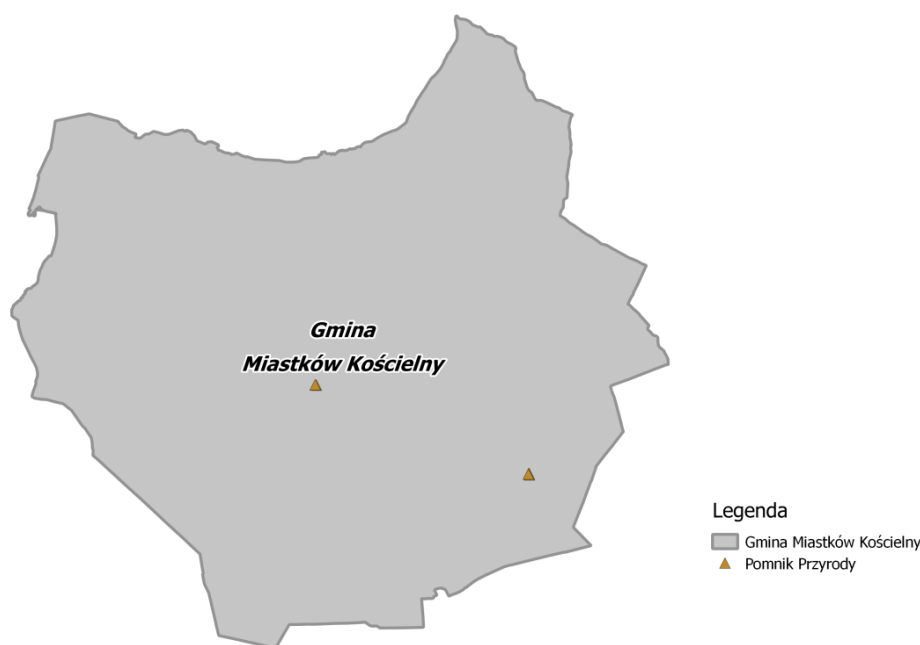 Gmina
Miastków Kościelny
Legenda
Gmina Miastków Kościelny
Pomnik Przyrody